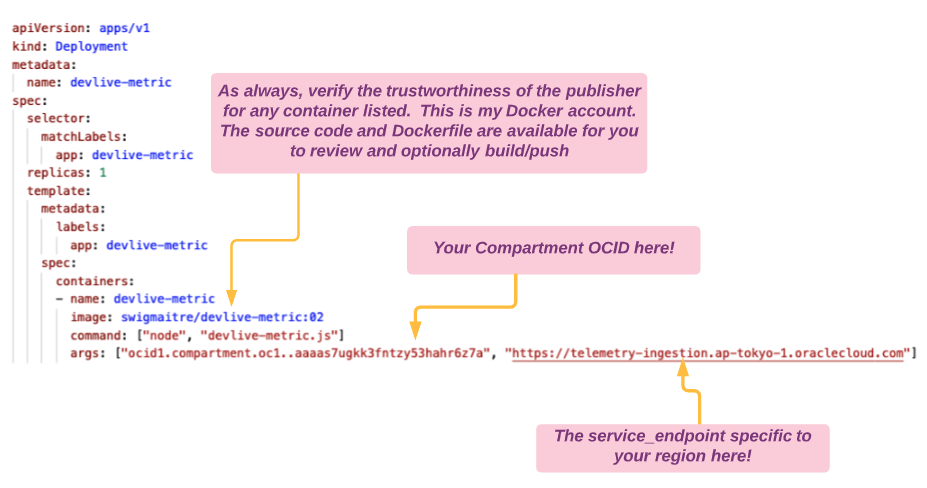 apiVersion: apps/v1
kind: Deployment
metadata:
name: devlive-metric
spec:
selector:
matchLabels:
app: devlive-metric
replicas: 1
template:
metadata:
labels:
app: devlive-metric
spec:
containers:
- name: devlive-metric
image: swigmaitre/devlive-metric:02
command: ["node", "devlive-metric.js"]
args: ["ocid1.compartment.oc1..aaaas7ugkk3fntzy53hahr6z7a", "https://telemetry-ingestion.ap-tokyo-1.oraclecloud.com"]
As always, verify the trustworthiness of the publisher
for any container listed. This is my Docker account.
The source code and Dockerfile are available for you
to review and optionally build/push
Your Compartment OCID here!
The service_endpoint specific to
your region here!